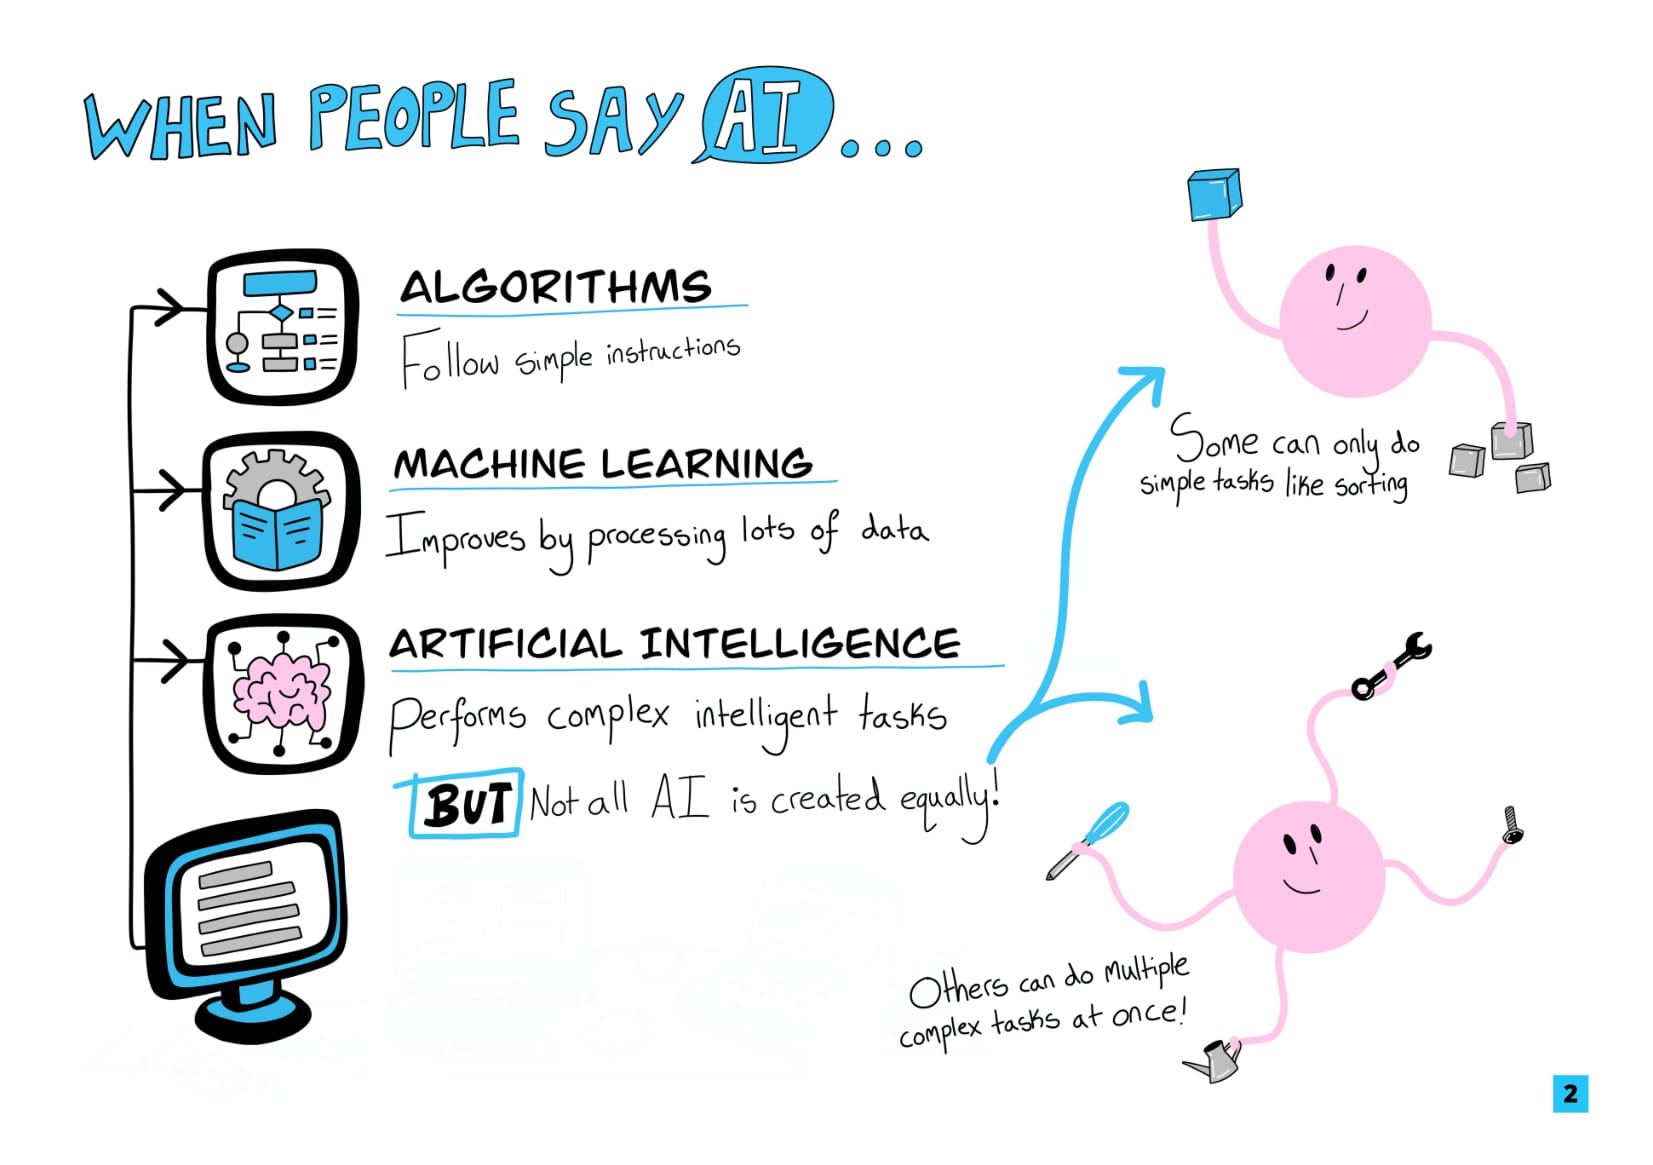 WHEN PEOPLE SAY AI...
ALGORITHMS
Follow simple instructions
MACHINE LEARNING
Improves by processing lots of data
ARTIFICIAL INTELLIGENCE
Performs complex intelligent tasks
BUT Not all AI is created equally!
Some can only do
simple tasks like sorting
Others can do multiple
complex tasks at once!
2